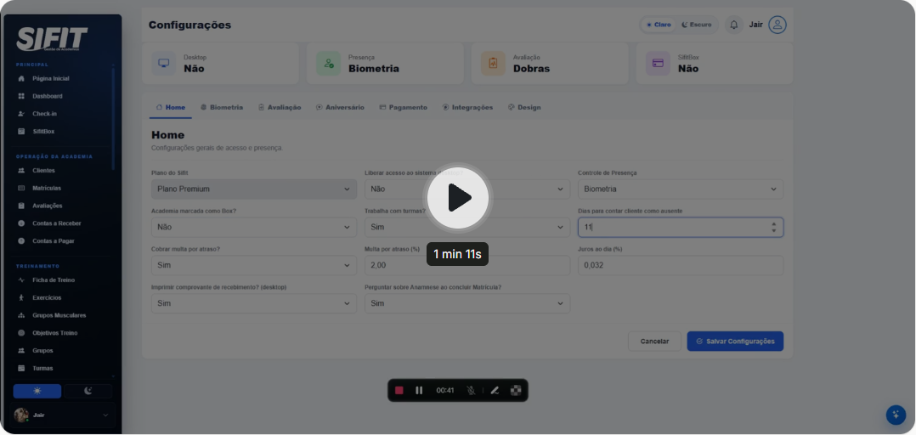 SIFIT
Configurações
Claro
Escuro
Jair
Desktop
Não
Presença
Biometria
Avaliação
Dobras
SifitBox
Não
PRINCIPAL
Página Inicial
Dashboard
Check-in
SifitBox
OPERAÇÃO DA ACADEMIA
Clientes
Matrículas
Avaliações
Contas a Receber
Contas a Pagar
TREINAMENTO
Ficha de Treino
Exercícios
Grupos Musculares
Objetivos Treino
Grupos
Turmas
Jair
Home
Biometria
Avaliação
Aniversário
Pagamento
Integrações
Design
Home
Configurações gerais de acesso e presença.
Plano do Sifit
Plano Premium
Liberar acesso ao sistema
Não
Controle de Presença
Biometria
Academia marcada como Box?
Não
Trabalha com turmas?
Sim
Dias para contar cliente como ausente
11
Cobrar multa por atraso?
Sim
Multa por atraso (%)
2,00
Juros ao dia (%)
0,032
Imprimir comprovante de recebimento? (desktop)
Sim
Perguntar sobre Anamnese ao concluir Matrícula?
Sim
1 min 11s
Cancelar
Salvar Configurações
00:41